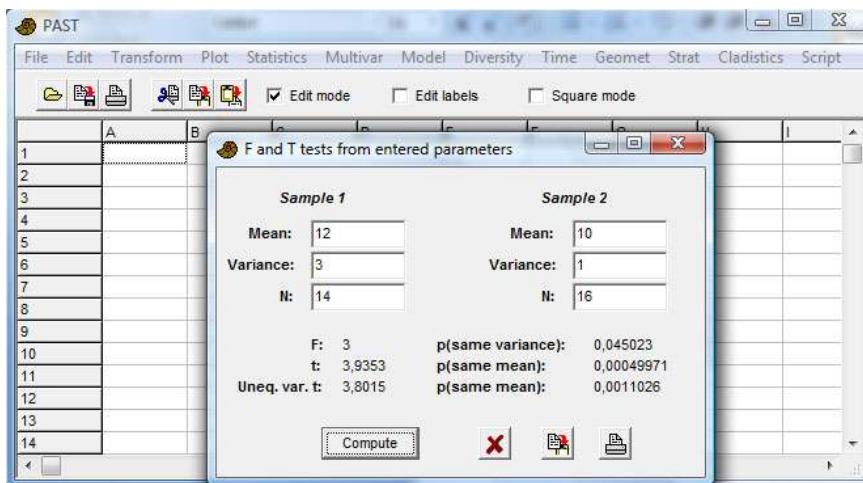 PAST
File Edit Transform Plot Statistics Multivar Model Diversity Time Geomet Strat Cladistics Script
Edit mode Edit labels Square mode
A B I
1
2
3
4
5
6
7
8
9
10
11
12
13
14
F and T tests from entered parameters
Sample 1 Sample 2
Mean: 12 Mean: 10
Variance: 3 Variance: 1
N: 14 N: 16
F: 3 p(same variance): 0,045023
t: 3,9353 p(same mean): 0,00049971
Uneq. var. t: 3,8015 p(same mean): 0,0011026
Compute